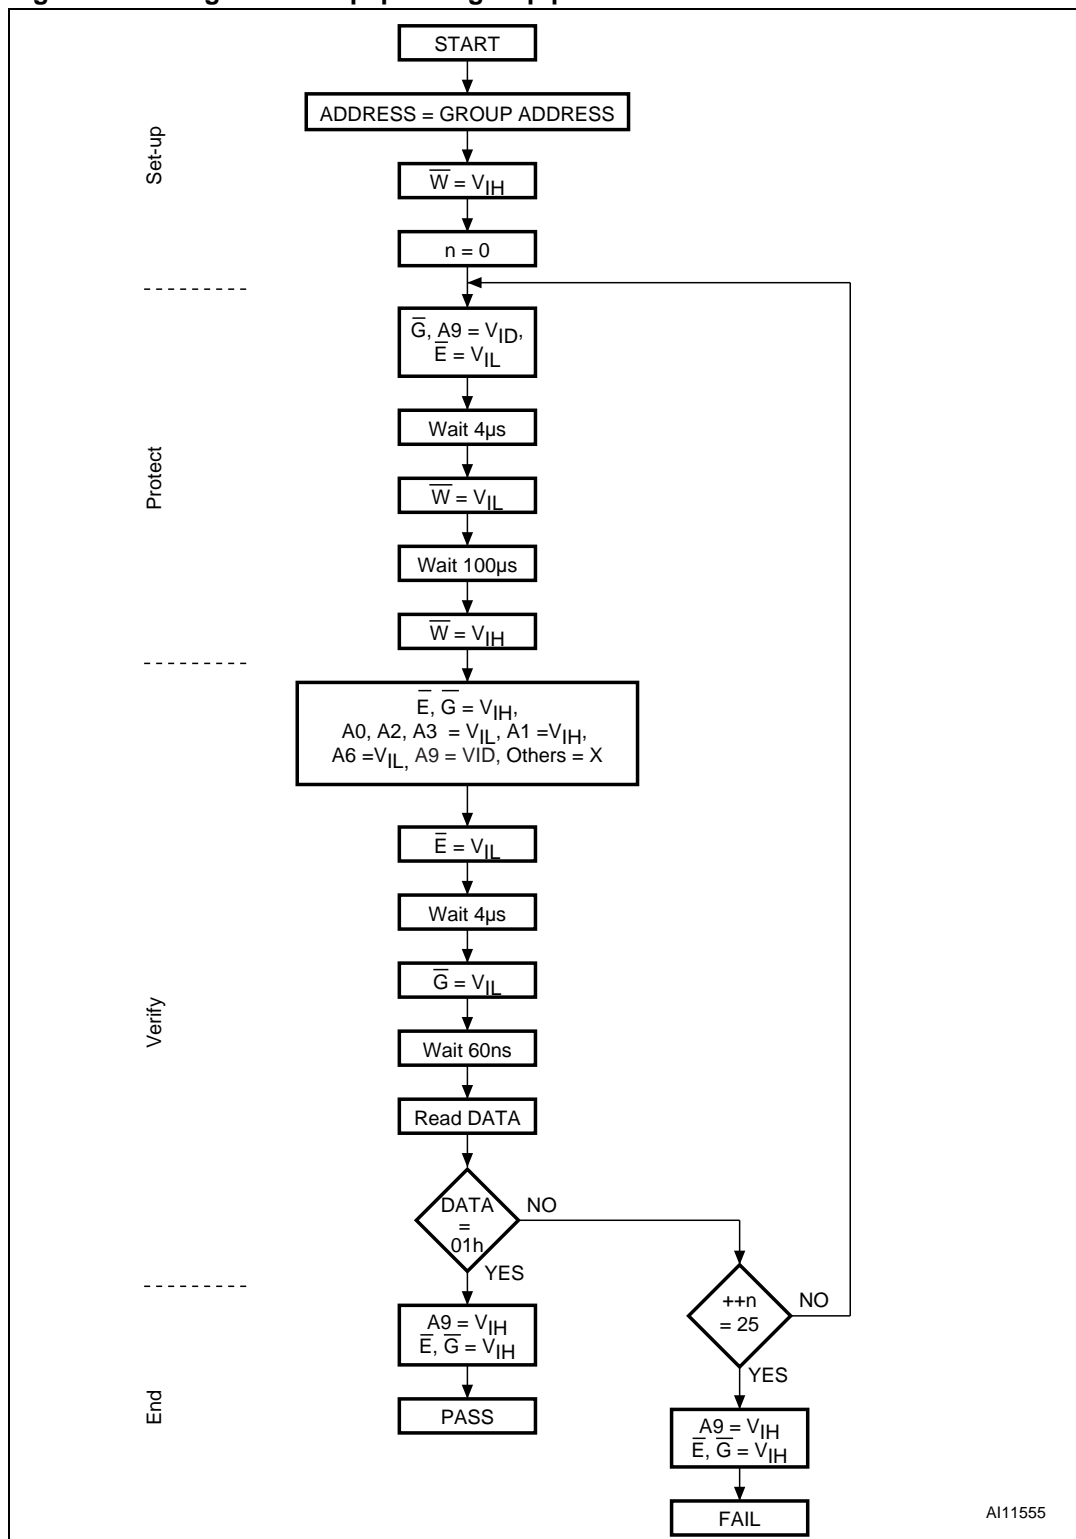 START
ADDRESS = GROUP ADDRESS
Set-up
W̅ = VIH
n = 0
G̅, A9 = VID,
E̅ = VIL
Wait 4µs
Protect
W̅ = VIL
Wait 100µs
W̅ = VIH
E̅, G̅ = VIH,
A0, A2, A3 = VIL, A1 =VIH,
A6 =VIL, A9 = VID, Others = X
E̅ = VIL
Wait 4µs
G̅ = VIL
Verify
Wait 60ns
Read DATA
DATA
=
01h
NO
YES
++n
= 25
NO
YES
A9 = VIH
E̅, G̅ = VIH
End
PASS
A9 = VIH
E̅, G̅ = VIH
FAIL
AI11555